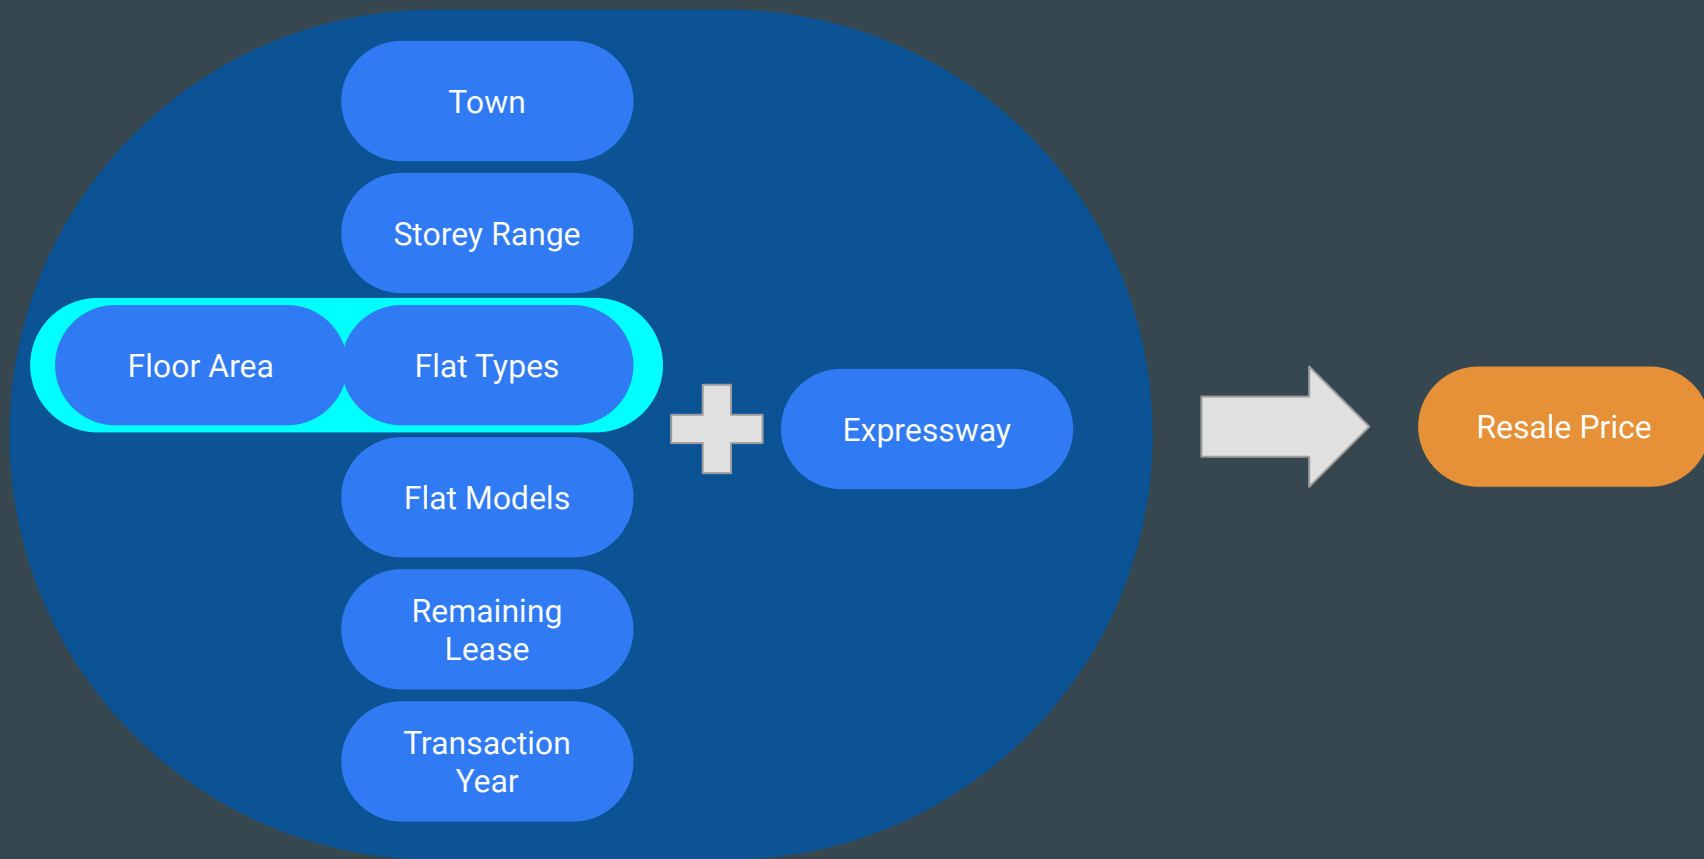 Town
Storey Range
Floor Area
Flat Types
Flat Models
Remaining
Lease
Transaction
Year
Expressway
Resale Price